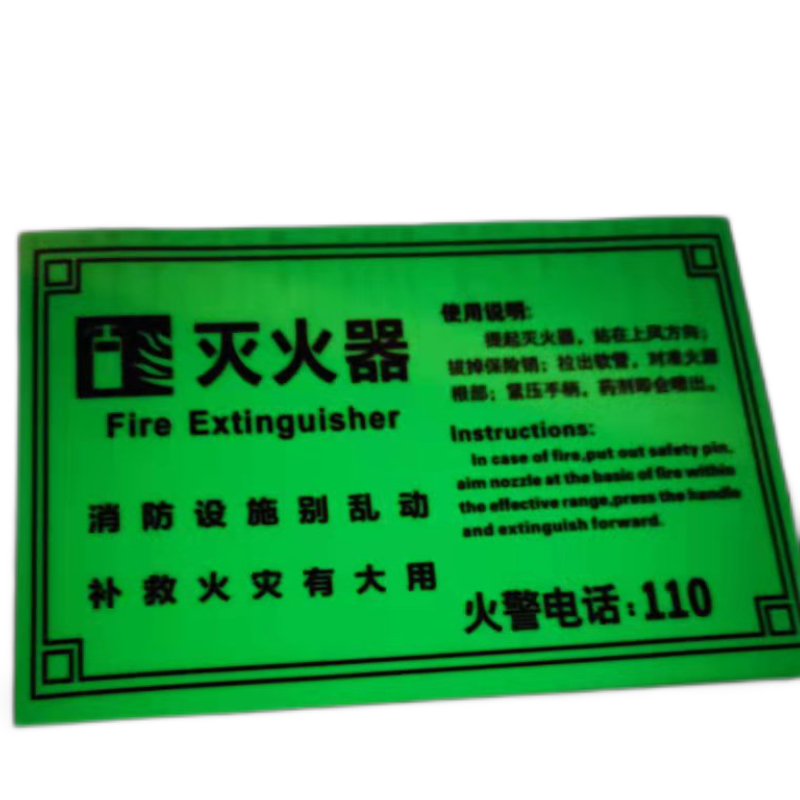 灭火器
Fire Extinguisher
消防设施别乱动
补救火灾有大用
使用说明:
提起灭火器，站在上风方向；
拔掉保险销；拉出软管，对准火源
根部；紧压手柄，药剂即会喷出。
Instructions:
In case of fire,put out safety pin,
aim nozzle at the basic of fire within
the effective range,press the handle
and extinguish forward.
火警电话:110